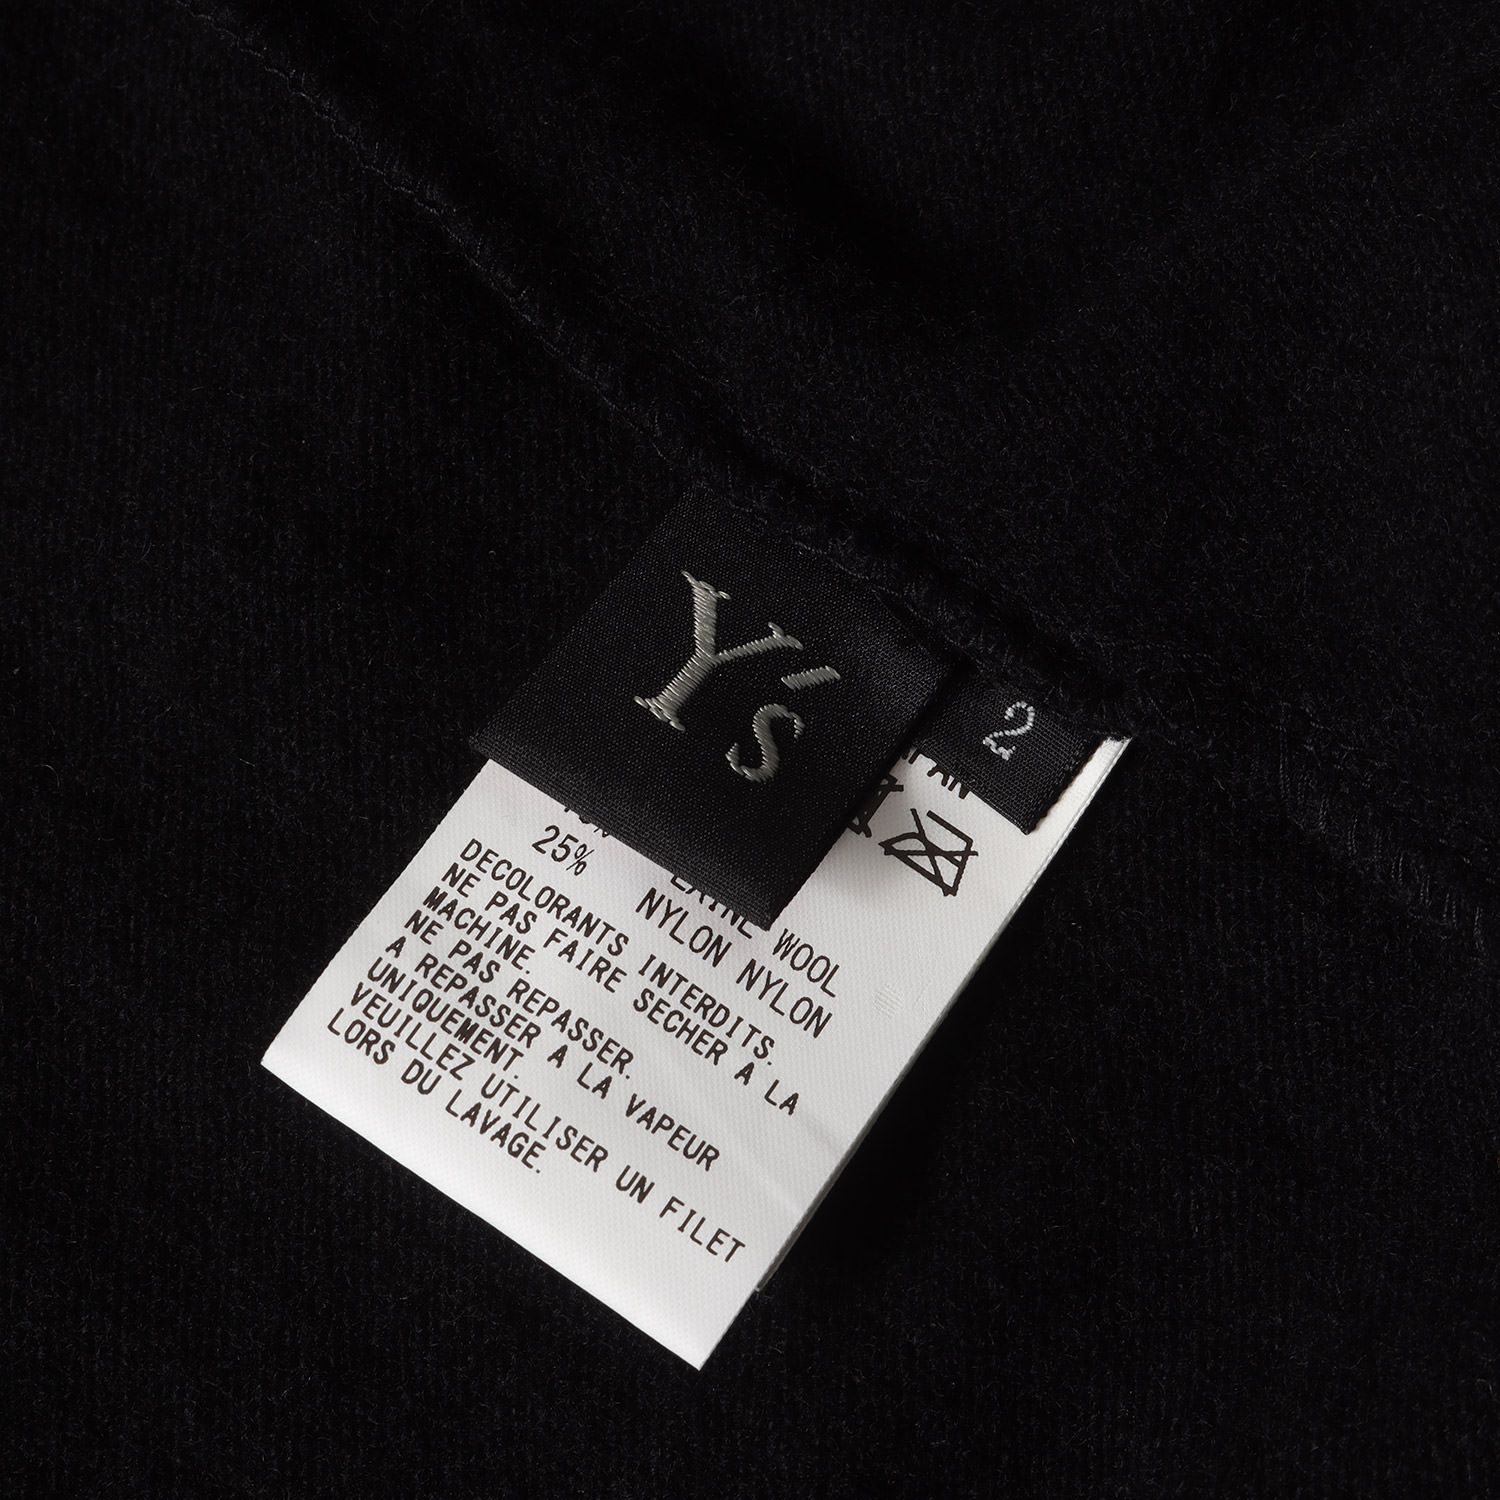 Y's
2
25%
WOOL
NYLON NYLON
DECOLORANTS INTERDITS.
NE PAS FAIRE SECHER A LA
MACHINE.
NE PAS REPASSER.
A REPASSER A LA VAPEUR
UNIQUEMENT.
VEUILLEZ UTILISER UN FILET
LORS DU LAVAGE.